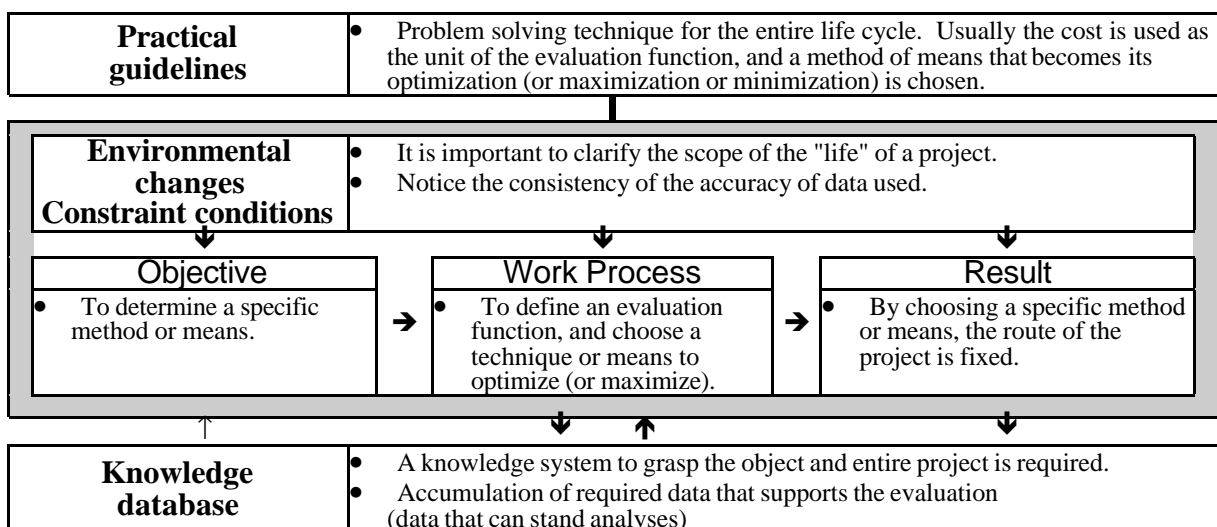 Practical
guidelines
● Problem solving technique for the entire life cycle. Usually the cost is used as
the unit of the evaluation function, and a method of means that becomes its
optimization (or maximization or minimization) is chosen.
Environmental
changes
Constraint conditions
● It is important to clarify the scope of the "life" of a project.
● Notice the consistency of the accuracy of data used.
Objective
● To determine a specific
method or means.
Work Process
● To define an evaluation
function, and choose a
technique or means to
optimize (or maximize).
Result
● By choosing a specific method
or means, the route of the
project is fixed.
Knowledge
database
● A knowledge system to grasp the object and entire project is required.
● Accumulation of required data that supports the evaluation
(data that can stand analyses)